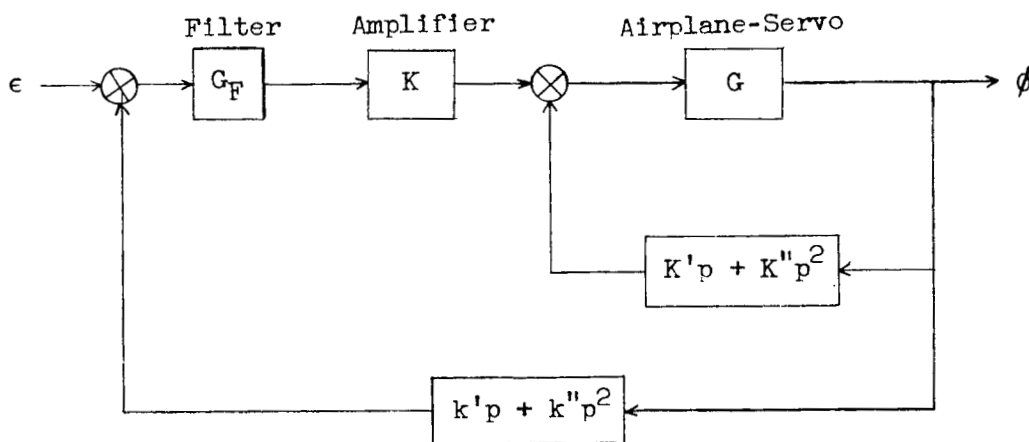 Filter Amplifier Airplane-Servo
ϵ G_F K G ϕ
K'p + K"p²
k'p + k"p²